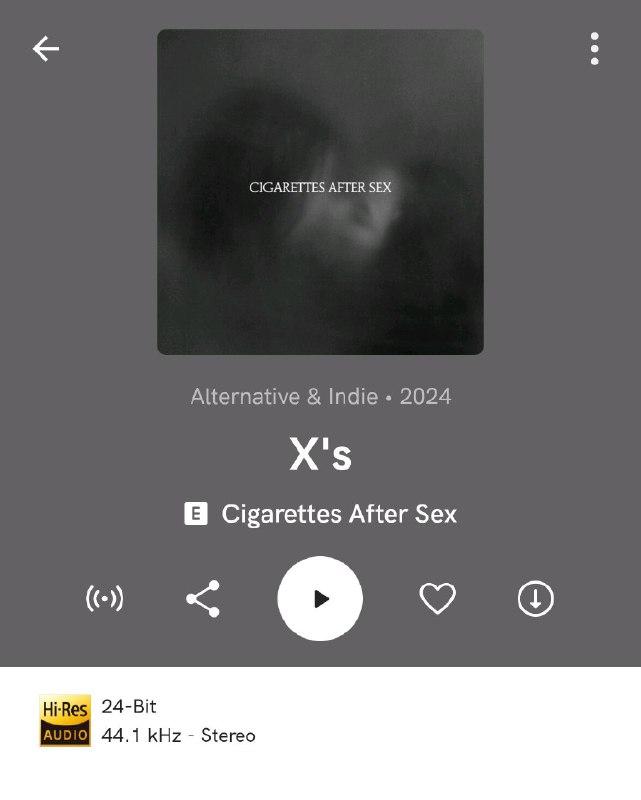 CIGARETTES AFTER SEX
Alternative & Indie • 2024
X's
E Cigarettes After Sex
Hi-Res
AUDIO
24-Bit
44.1 kHz - Stereo